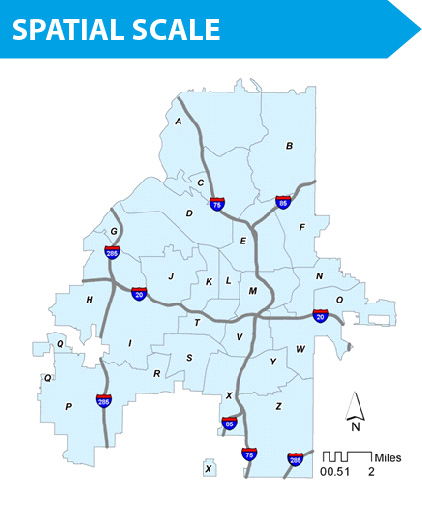 SPATIAL SCALE
A
B
C
75
85
D
F
G
E
285
J
N
K
L
M
H
20
O
20
T
V
Q
I
W
S
Y
R
Q
P
285
X
Z
85
N
75
285
X
Miles
00.51 2